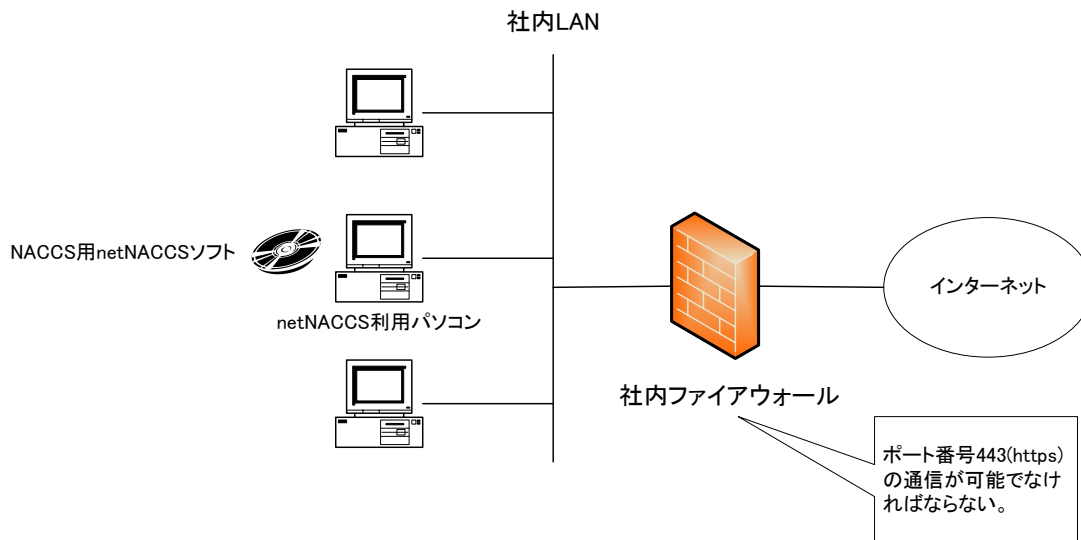 社内LAN
NACCS用netNACCSソフト
netNACCS利用パソコン
インターネット
社内ファイアウォール
ポート番号443(https)
の通信が可能でなけ
ればならない。